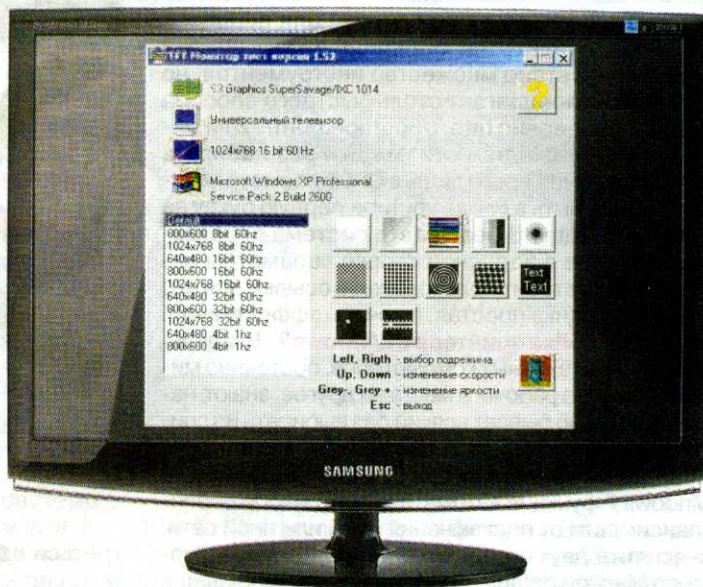 TFT Монитор тест версия 1.52
S3 Graphics SuperSavage/IXC 1014
Универсальный телевизор
1024x768 16 bit 60 Hz
Microsoft Windows XP Professional
Service Pack 2 Build 2600
Default
800x600 8bit 60hz
1024x768 8bit 60hz
640x480 16bit 60hz
800x600 16bit 60hz
1024x768 16bit 60hz
640x480 32bit 60hz
800x600 32bit 60hz
1024x768 32bit 60hz
640x480 4bit 1hz
800x600 4bit 1hz
Text
Text
Left, Rigth - выбор подрежима
Up, Down - изменение скорости
Grey-, Grey + - изменение яркости
Esc - выход
SAMSUNG